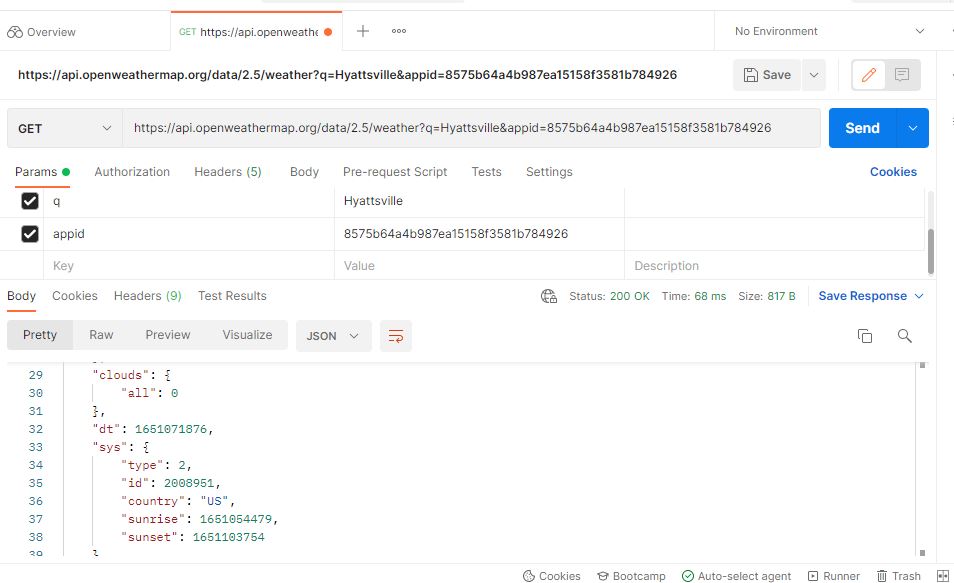 Overview
GET https://api.openweathe
No Environment
https://api.openweathermap.org/data/2.5/weather?q=Hyattsville&appid=8575b64a4b987ea15158f3581b784926
Save
GET
https://api.openweathermap.org/data/2.5/weather?q=Hyattsville&appid=8575b64a4b987ea15158f3581b784926
Send
Params Authorization Headers (5) Body Pre-request Script Tests Settings Cookies
q Hyattsville
appid 8575b64a4b987ea15158f3581b784926
Key Value Description
Body Cookies Headers (9) Test Results Status: 200 OK Time: 68 ms Size: 817 B Save Response
Pretty Raw Preview Visualize JSON
29 "clouds": {
30 "all": 0
31 },
32 "dt": 1651071876,
33 "sys": {
34 "type": 2,
35 "id": 2008951,
36 "country": "US",
37 "sunrise": 1651054479,
38 "sunset": 1651103754
39 }
Cookies Bootcamp Auto-select agent Runner Trash